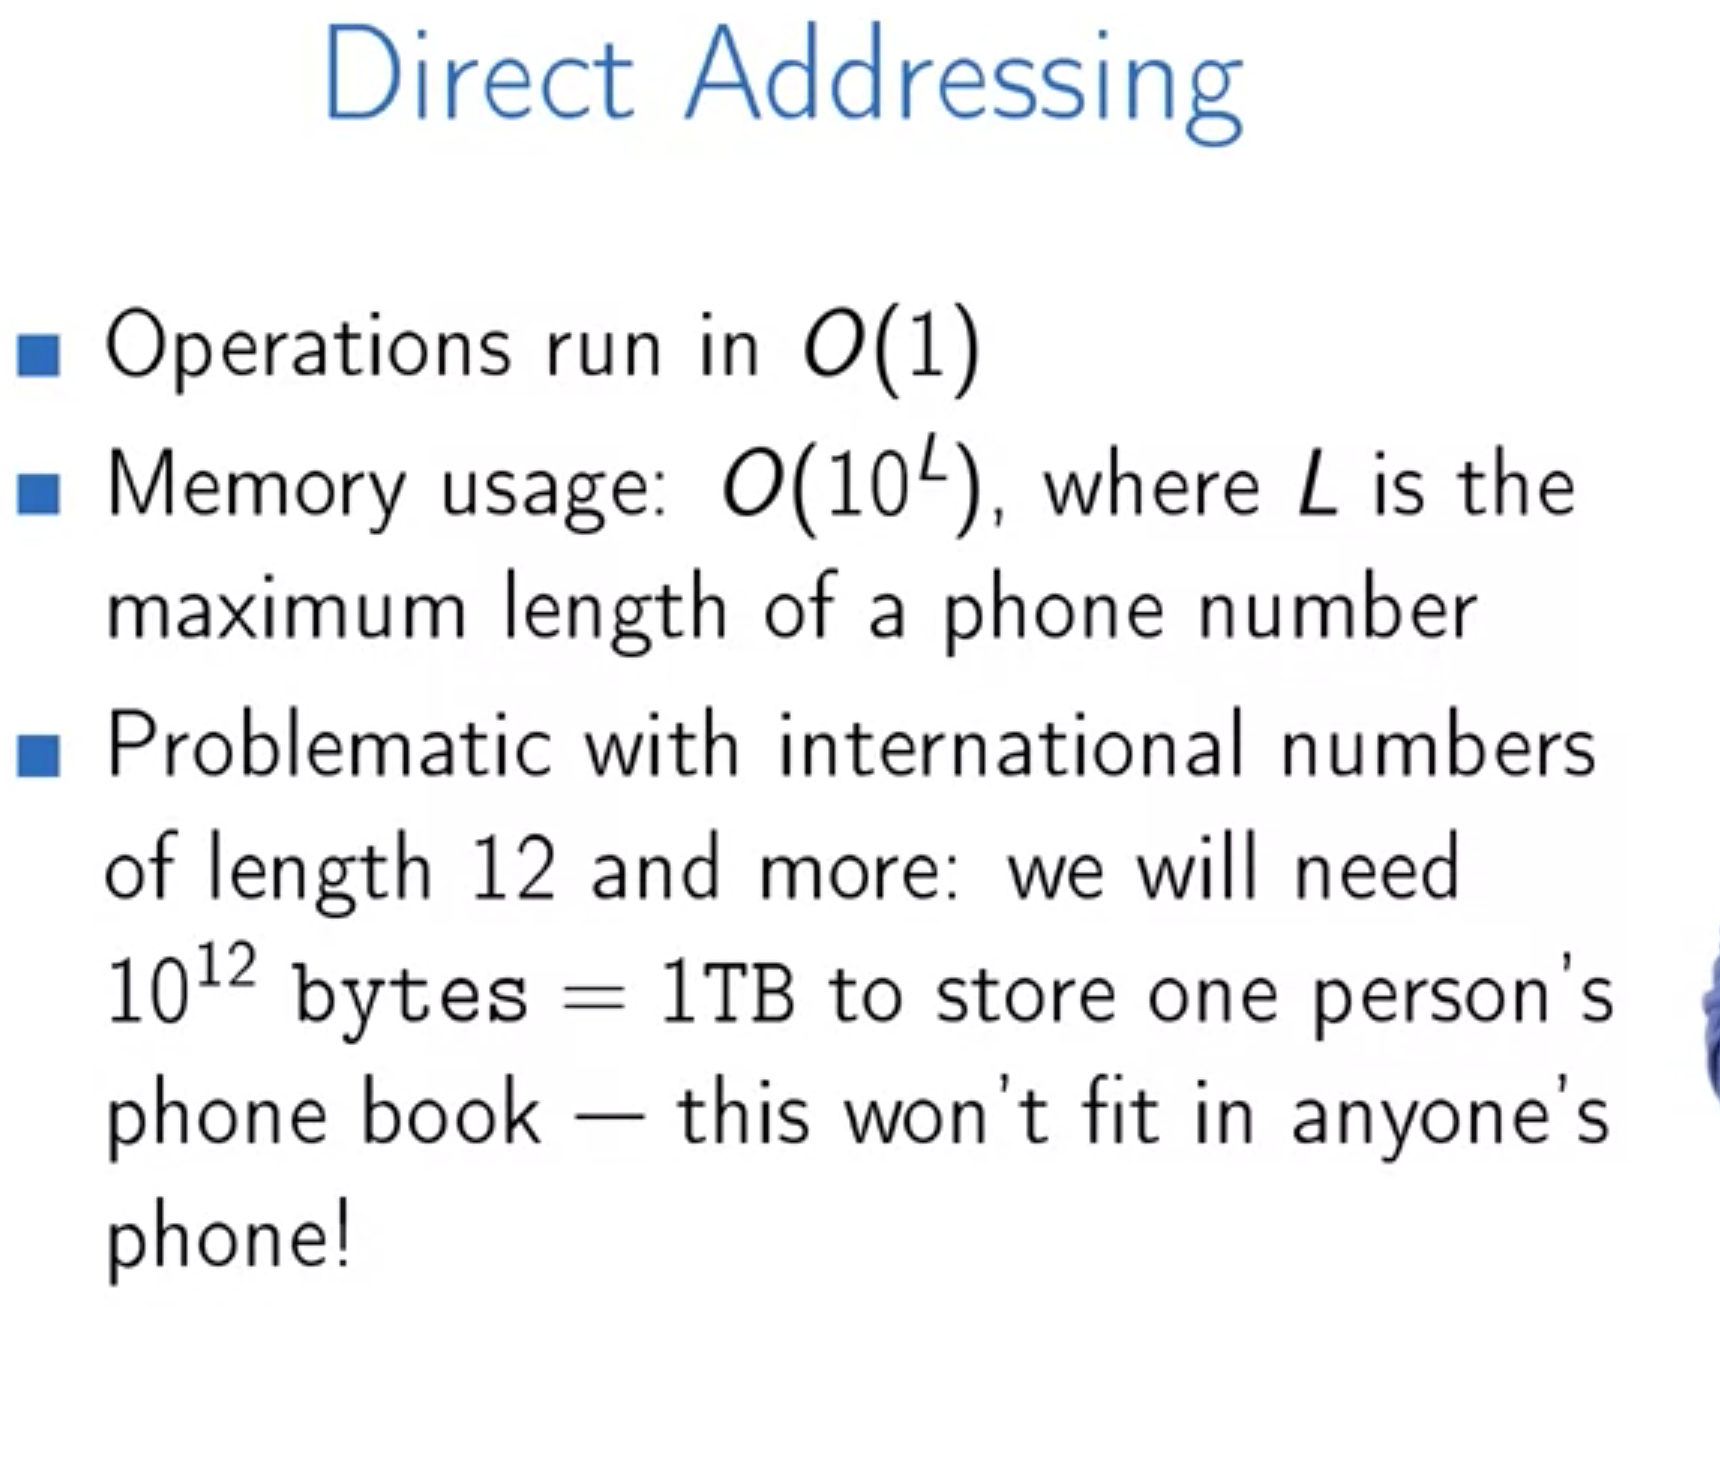 Direct Addressing
■ Operations run in O(1)
■ Memory usage: O(10^L), where L is the
maximum length of a phone number
■ Problematic with international numbers
of length 12 and more: we will need
10^12 bytes = 1TB to store one person's
phone book — this won't fit in anyone's
phone!